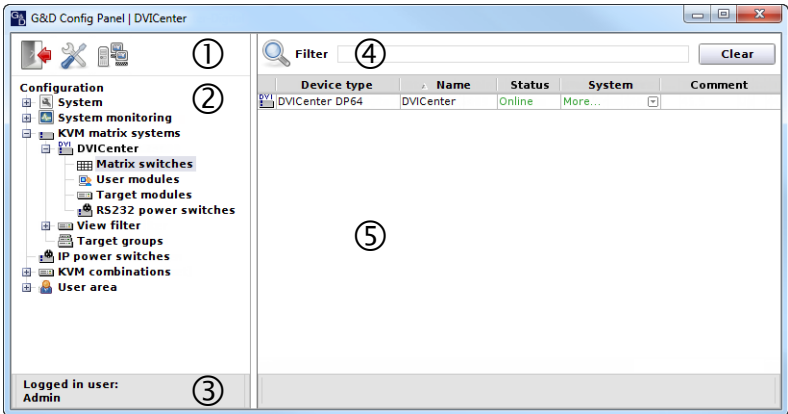 G&D Config Panel | DVICenter
①
Configuration
②
System
System monitoring
KVM matrix systems
DVICenter
Matrix switches
User modules
Target modules
RS232 power switches
View filter
Target groups
IP power switches
KVM combinations
User area
Logged in user:
Admin
③
Filter ④ Clear
Device type Name Status System Comment
DVICenter DP64 DVICenter Online More...
⑤